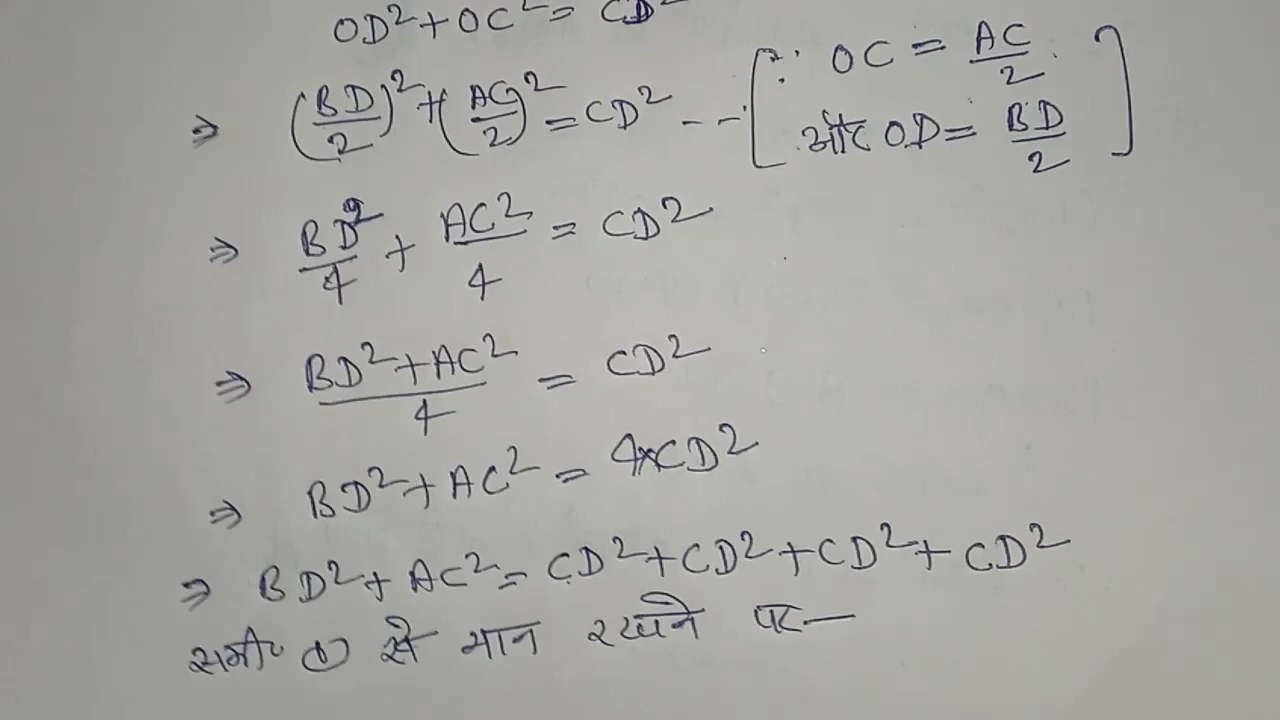 OD²+OC²= CD²
⇒ (BD/2)²+(AC/2)²=CD² --- [∵ OC = AC/2
और OD= BD/2]
⇒ BD²/4 + AC²/4 = CD²
⇒ BD²+AC²/4 = CD²
⇒ BD²+AC² = 4×CD²
⇒ BD²+AC²= CD²+CD²+CD²+CD²
समी० ① से मान रखने पर—